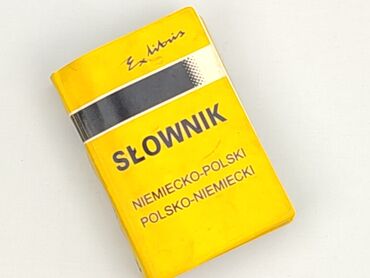 Ex libris
SŁOWNIK
NIEMIECKO-POLSKI
POLSKO-NIEMIECKI